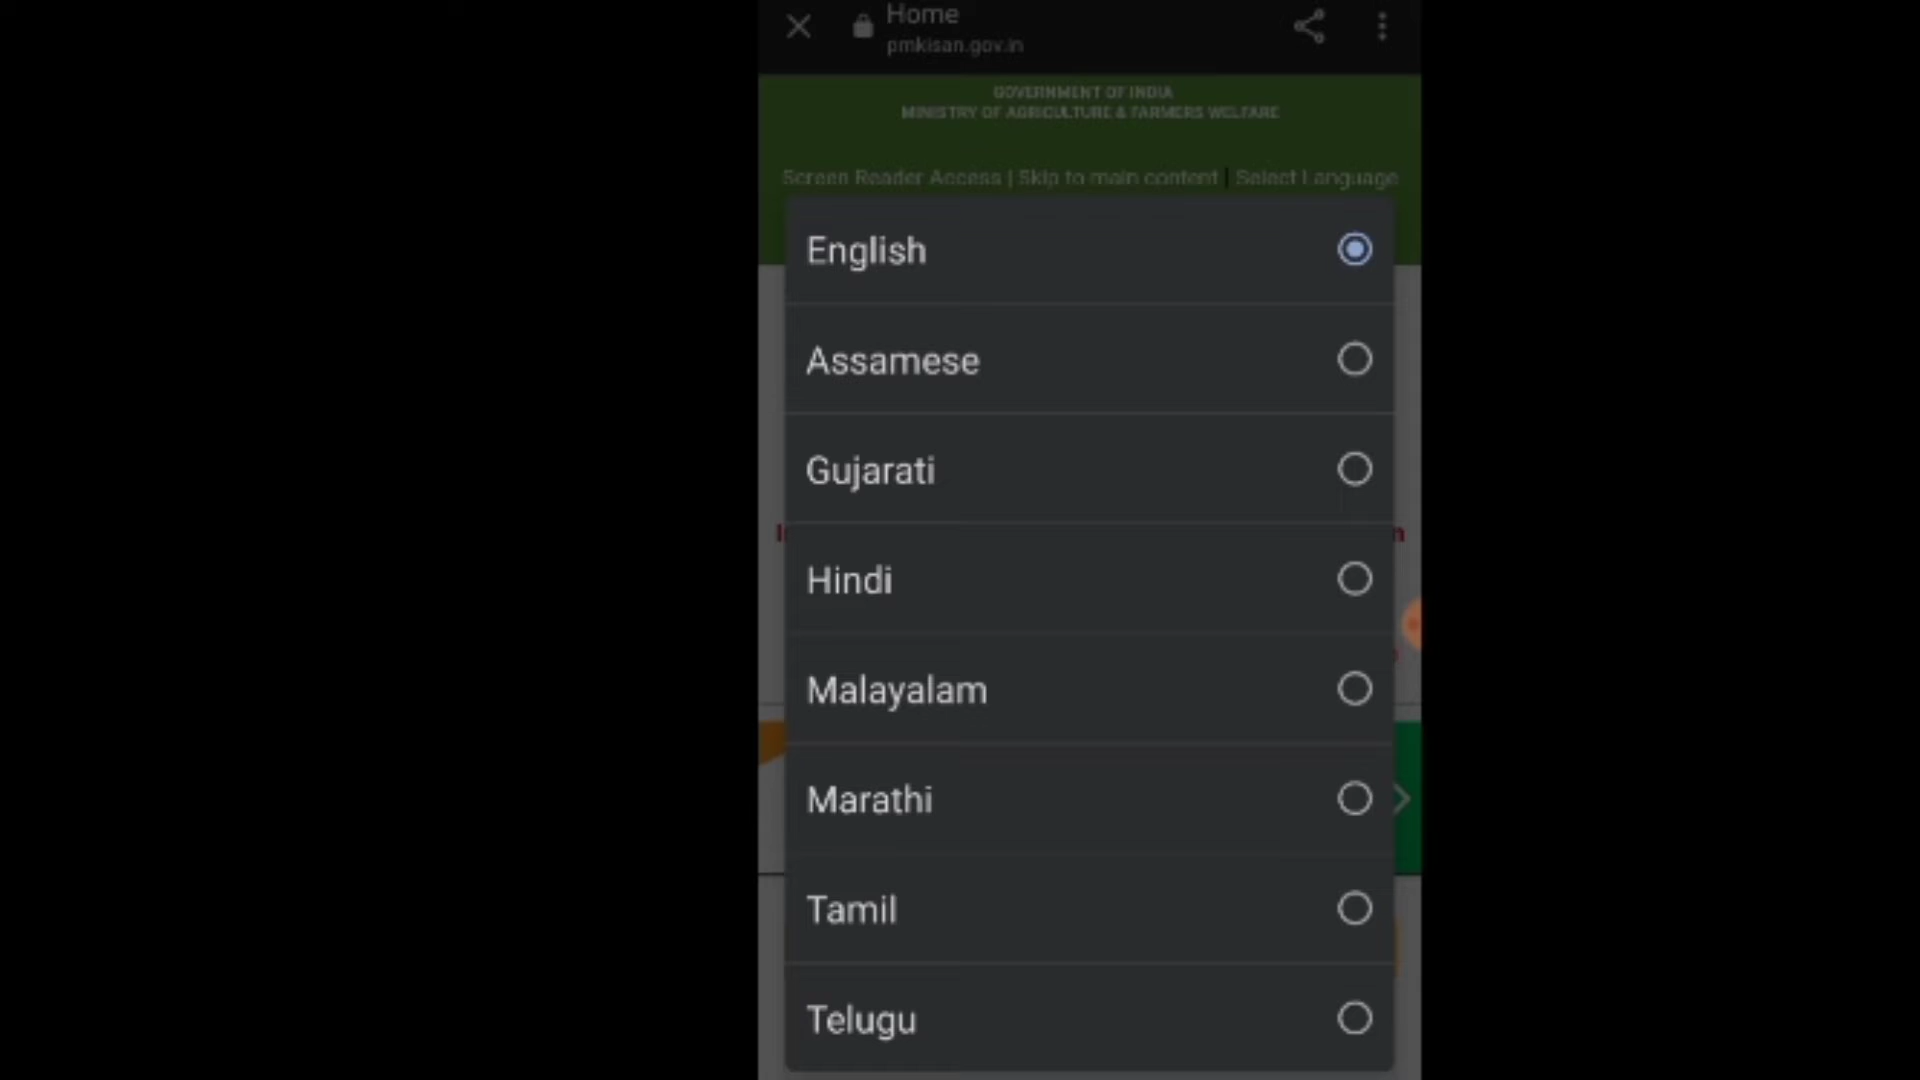 Home
pmkisan.gov.in
GOVERNMENT OF INDIA
MINISTRY OF AGRICULTURE & FARMERS WELFARE
Screen Reader Access | Skip to main content | Select Language
English
Assamese
Gujarati
Hindi
Malayalam
Marathi
Tamil
Telugu